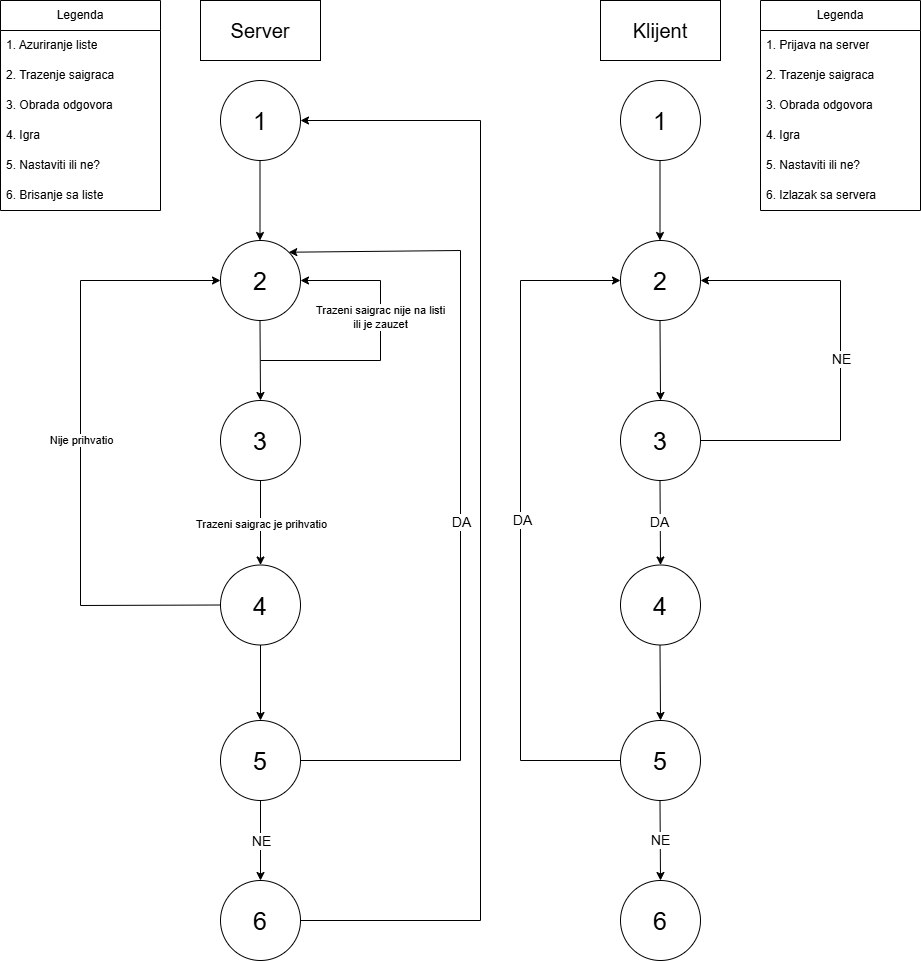 Legenda
1. Azuriranje liste
2. Trazenje saigraca
3. Obrada odgovora
4. Igra
5. Nastaviti ili ne?
6. Brisanje sa liste
Server
1
2
Trazeni saigrac nije na listi
ili je zauzet
3
Nije prihvatio
Trazeni saigrac je prihvatio
DA
4
5
NE
6
Klijent
1
2
NE
3
DA
DA
4
5
NE
6
Legenda
1. Prijava na server
2. Trazenje saigraca
3. Obrada odgovora
4. Igra
5. Nastaviti ili ne?
6. Izlazak sa servera